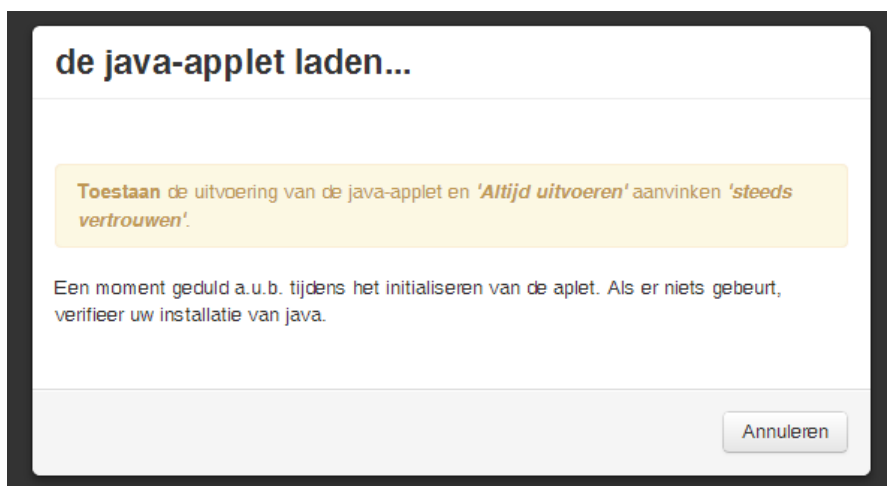 de java-applet laden...
Toestaan de uitvoering van de java-applet en 'Altijd uitvoeren' aanvinken 'steeds
vertrouwen'.
Een moment geduld a.u.b. tijdens het initialiseren van de aplet. Als er niets gebeurt,
verifieer uw installatie van java.
Annuleren